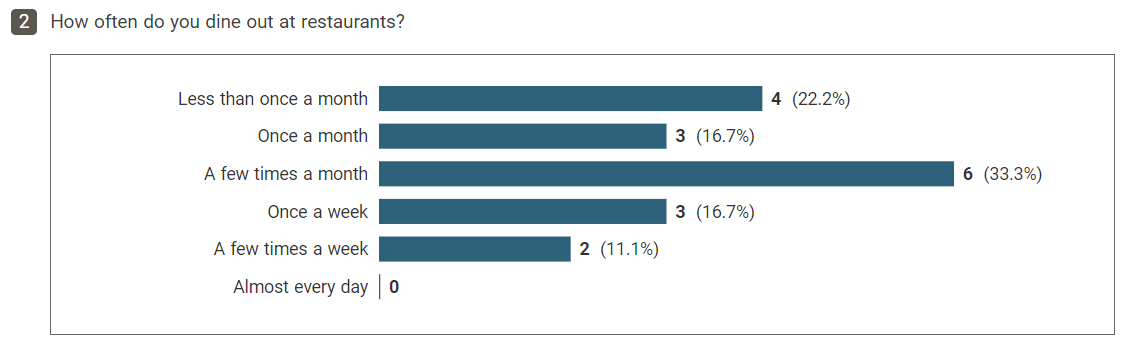 2 How often do you dine out at restaurants?
Less than once a month 4 (22.2%)
Once a month 3 (16.7%)
A few times a month 6 (33.3%)
Once a week 3 (16.7%)
A few times a week 2 (11.1%)
Almost every day 0